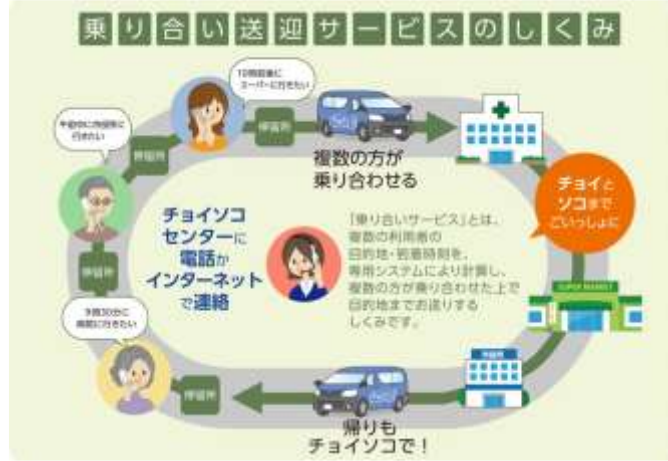 乗り合い送迎サービスのしくみ
10時前後に
スーパーに行きたい
午前中に市役所に
行きたい
停留所
停留所
複数の方が
乗り合わせる
チョイと
ソコまで
ごいっしょに
チョイソコ
センターに
電話か
インターネット
で連絡
「乗り合いサービス」とは、
複数の利用者の
目的地・到着時刻を、
専用システムにより計算し、
複数の方が乗り合わせた上で
目的地までお送りする
しくみです。
停留所
SUPER MARKET
9時30分に
病院に行きたい
停留所
帰りも
チョイソコで！